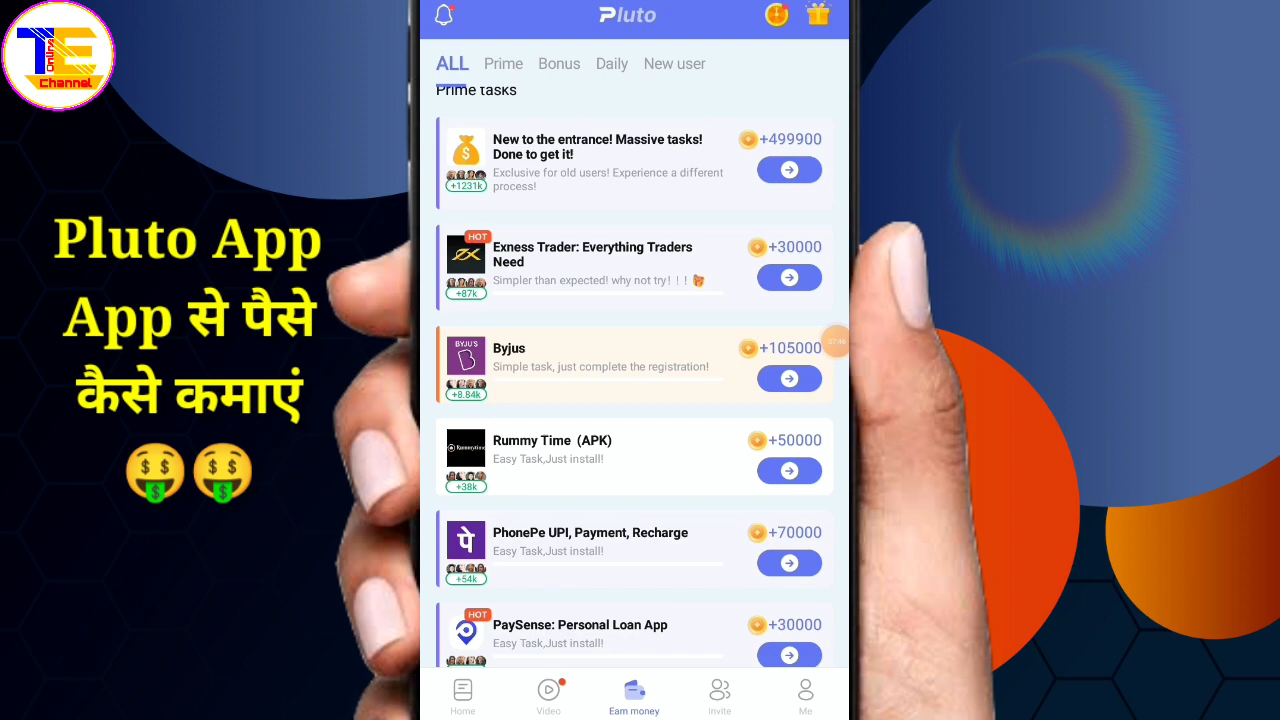 TE
Online
Channel
Pluto App
App से पैसे
कैसे कमाएं
Pluto
ALL Prime Bonus Daily New user
Prime tasks
New to the entrance! Massive tasks!
Done to get it!
Exclusive for old users! Experience a different
process!
+1231k
+499900
HOT
Exness Trader: Everything Traders
Need
Simpler than expected! why not try！！！
+87k
+30000
BYJU'S
Byjus
Simple task, just complete the registration!
+8.84k
+105000
Rummytime
Rummy Time (APK)
Easy Task,Just install!
+38k
+50000
पे
PhonePe UPI, Payment, Recharge
Easy Task,Just install!
+54k
+70000
HOT
PaySense: Personal Loan App
Easy Task,Just install!
+30000
Home Video Earn money Invite Me